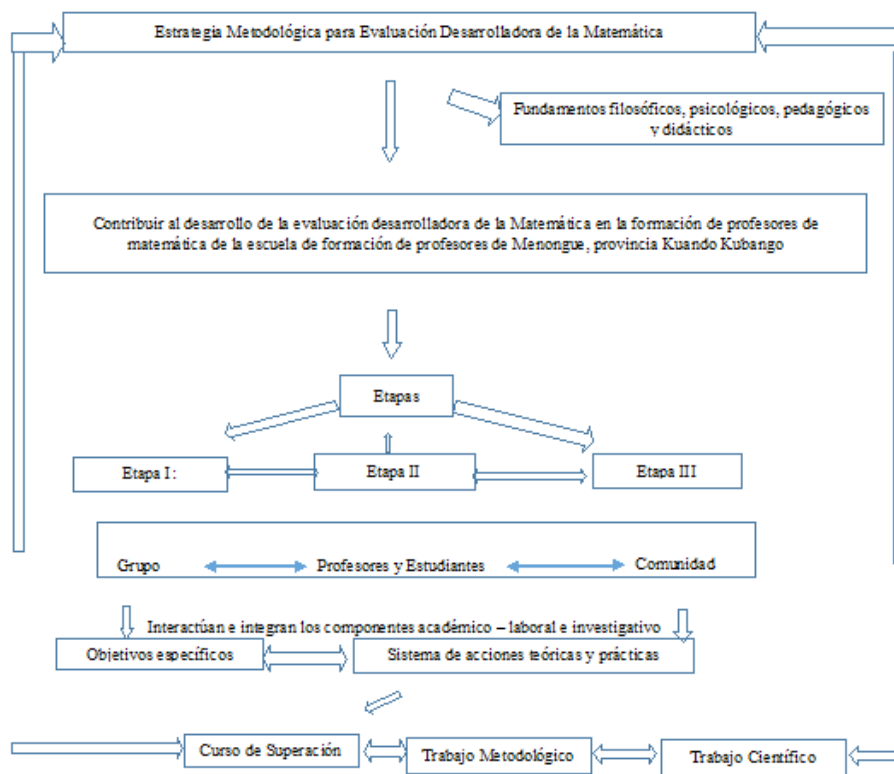 Estrategia Metodológica para Evaluación Desarrolladora de la Matemática
Fundamentos filosóficos, psicológicos, pedagógicos
y didácticos
Contribuir al desarrollo de la evaluación desarrolladora de la Matemática en la formación de profesores de
matemática de la escuela de formación de profesores de Menongue, provincia Kuando Kubango
Etapas
Etapa I:
Etapa II
Etapa III
Grupo
Profesores y Estudiantes
Comunidad
Interactúan e integran los componentes académico – laboral e investigativo
Objetivos específicos
Sistema de acciones teóricas y prácticas
Curso de Superación
Trabajo Metodológico
Trabajo Científico